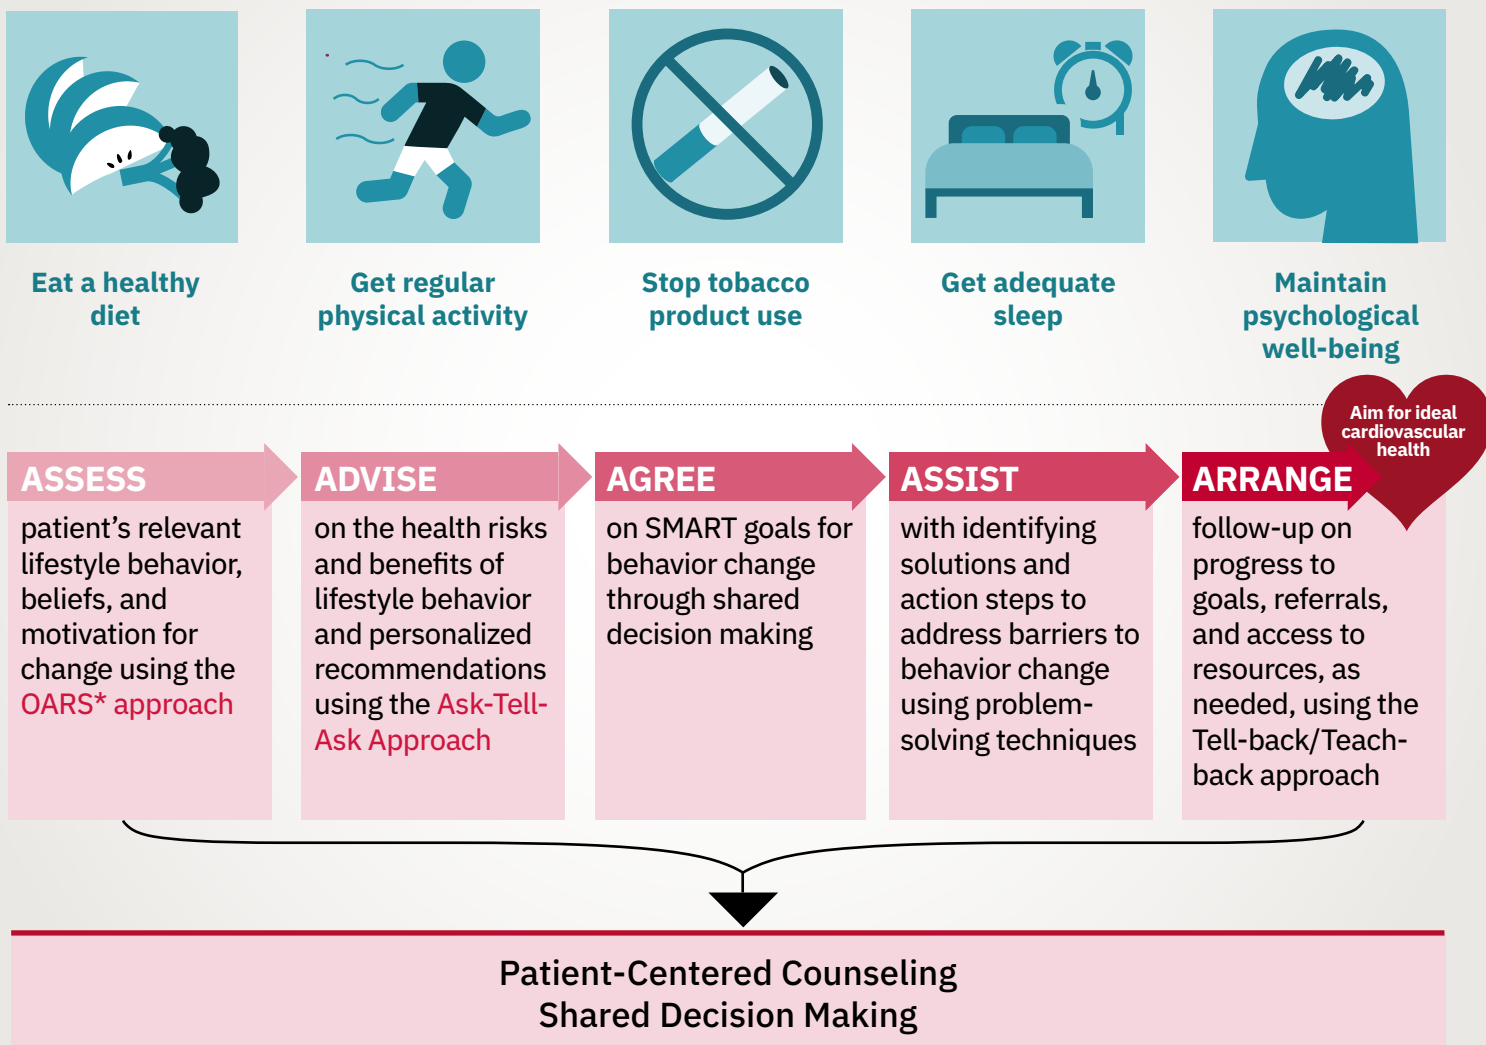 Eat a healthy
diet
Get regular
physical activity
Stop tobacco
product use
Get adequate
sleep
Maintain
psychological
well-being
Aim for ideal
cardiovascular
health
ASSESS
patient’s relevant
lifestyle behavior,
beliefs, and
motivation for
change using the
OARS* approach
ADVISE
on the health risks
and benefits of
lifestyle behavior
and personalized
recommendations
using the Ask-Tell-
Ask Approach
AGREE
on SMART goals for
behavior change
through shared
decision making
ASSIST
with identifying
solutions and
action steps to
address barriers to
behavior change
using problem-
solving techniques
ARRANGE
follow-up on
progress to
goals, referrals,
and access to
resources, as
needed, using the
Tell-back/Teach-
back approach
Patient-Centered Counseling
Shared Decision Making